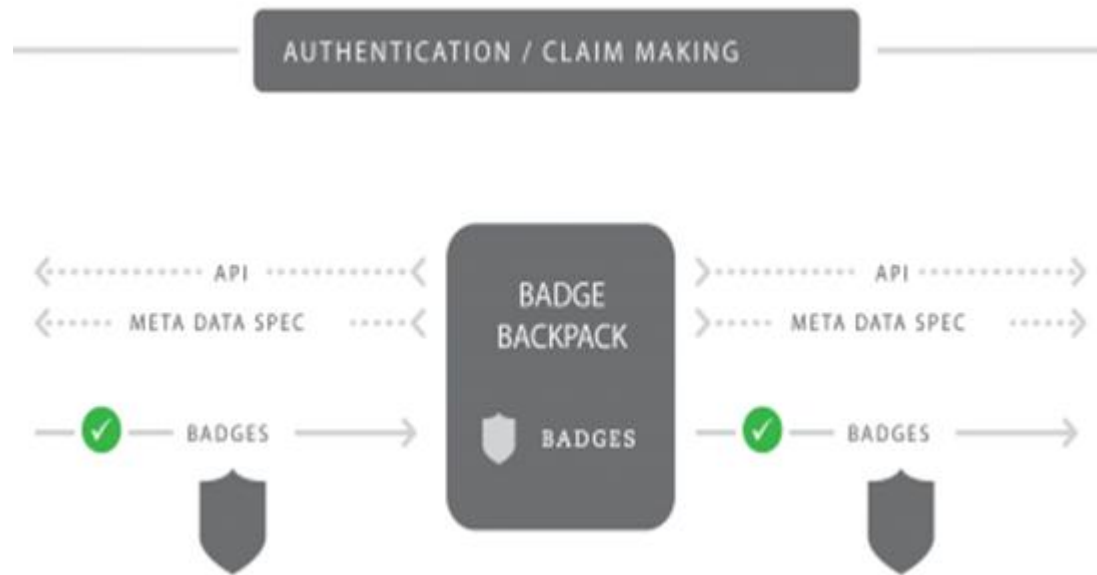 AUTHENTICATION / CLAIM MAKING
API
META DATA SPEC
BADGES
BADGE
BACKPACK
BADGES
API
META DATA SPEC
BADGES